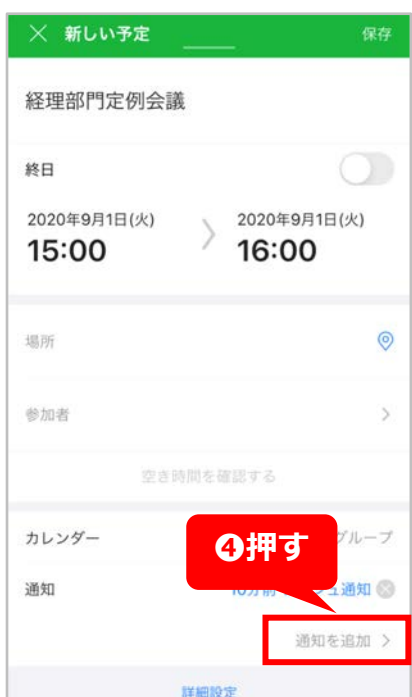 × 新しい予定 保存
経理部門定例会議
終日
2020年9月1日(火) 2020年9月1日(火)
15:00 > 16:00
場所
参加者 >
空き時間を確認する
カレンダー グループ
❹押す
通知 10分前 ュ通知
通知を追加 >
詳細設定